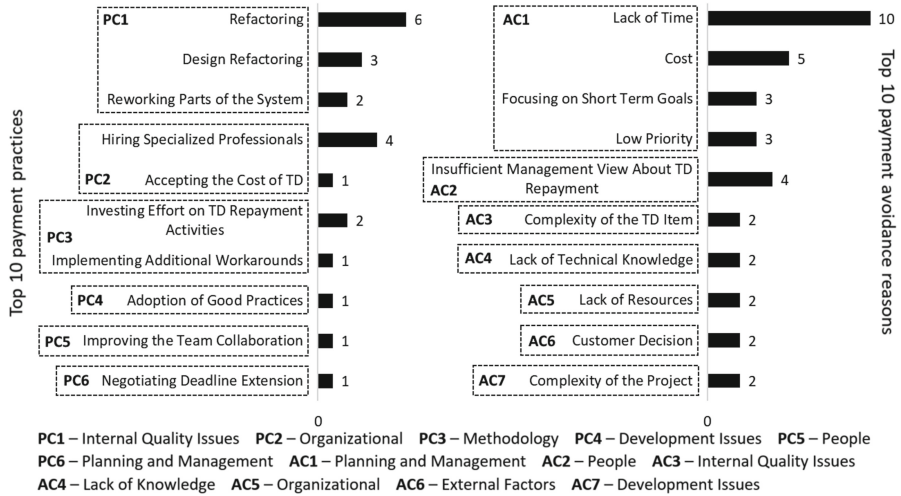 Top 10 payment practices
PC1 Refactoring 6
Design Refactoring 3
Reworking Parts of the System 2
Hiring Specialized Professionals 4
PC2 Accepting the Cost of TD 1
Investing Effort on TD Repayment
Activities 2
PC3
Implementing Additional Workarounds 1
PC4 Adoption of Good Practices 1
PC5 Improving the Team Collaboration 1
PC6 Negotiating Deadline Extension 1
0
AC1 Lack of Time 10
Cost 5
Focusing on Short Term Goals 3
Low Priority 3
Insufficient Management View About TD
AC2 Repayment 4
AC3 Complexity of the TD Item 2
AC4 Lack of Technical Knowledge 2
AC5 Lack of Resources 2
AC6 Customer Decision 2
AC7 Complexity of the Project 2
0
Top 10 payment avoidance reasons
PC1 – Internal Quality Issues PC2 – Organizational PC3 – Methodology PC4 – Development Issues PC5 – People
PC6 – Planning and Management AC1 – Planning and Management AC2 – People AC3 – Internal Quality Issues
AC4 – Lack of Knowledge AC5 – Organizational AC6 – External Factors AC7 – Development Issues